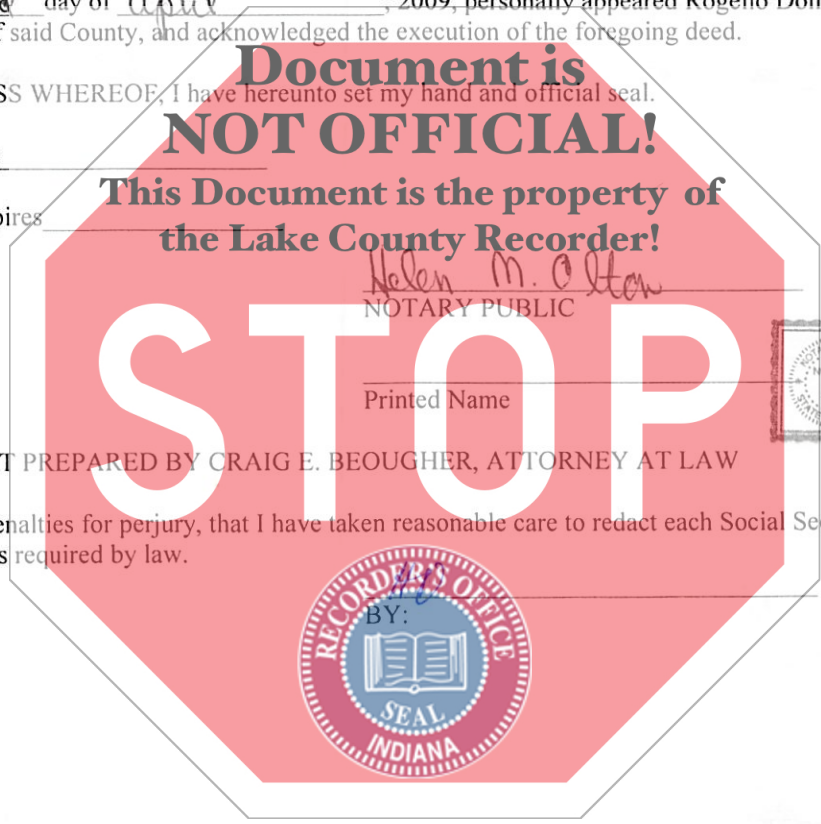 day of April, 2009, personally appeared Rogelio Dom
f said County, and acknowledged the execution of the foregoing deed.
Document is
SS WHEREOF, I have hereunto set my hand and official seal.
NOT OFFICIAL!
This Document is the property of
pires
the Lake County Recorder!
Helen M. Olton
NOTARY PUBLIC
STOP
Printed Name
T PREPARED BY CRAIG E. BEOUGHER, ATTORNEY AT LAW
enalties for perjury, that I have taken reasonable care to redact each Social Se
s required by law.
RECORDER'S OFFICE
BY:
SEAL
INDIANA